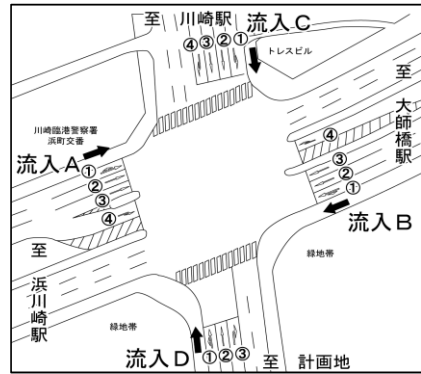 至 川崎駅 流入C
④③②①
トレスビル
至 大師橋駅
川崎臨港警察署
浜町交番
流入A
①
②
③
④
④
③
②
①
流入B
至 浜川崎駅
緑地帯
緑地帯
流入D
①②③
至 計画地